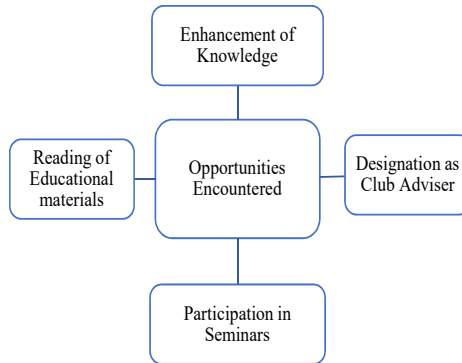 Enhancement of
Knowledge
Reading of
Educational
materials
Opportunities
Encountered
Designation as
Club Adviser
Participation in
Seminars